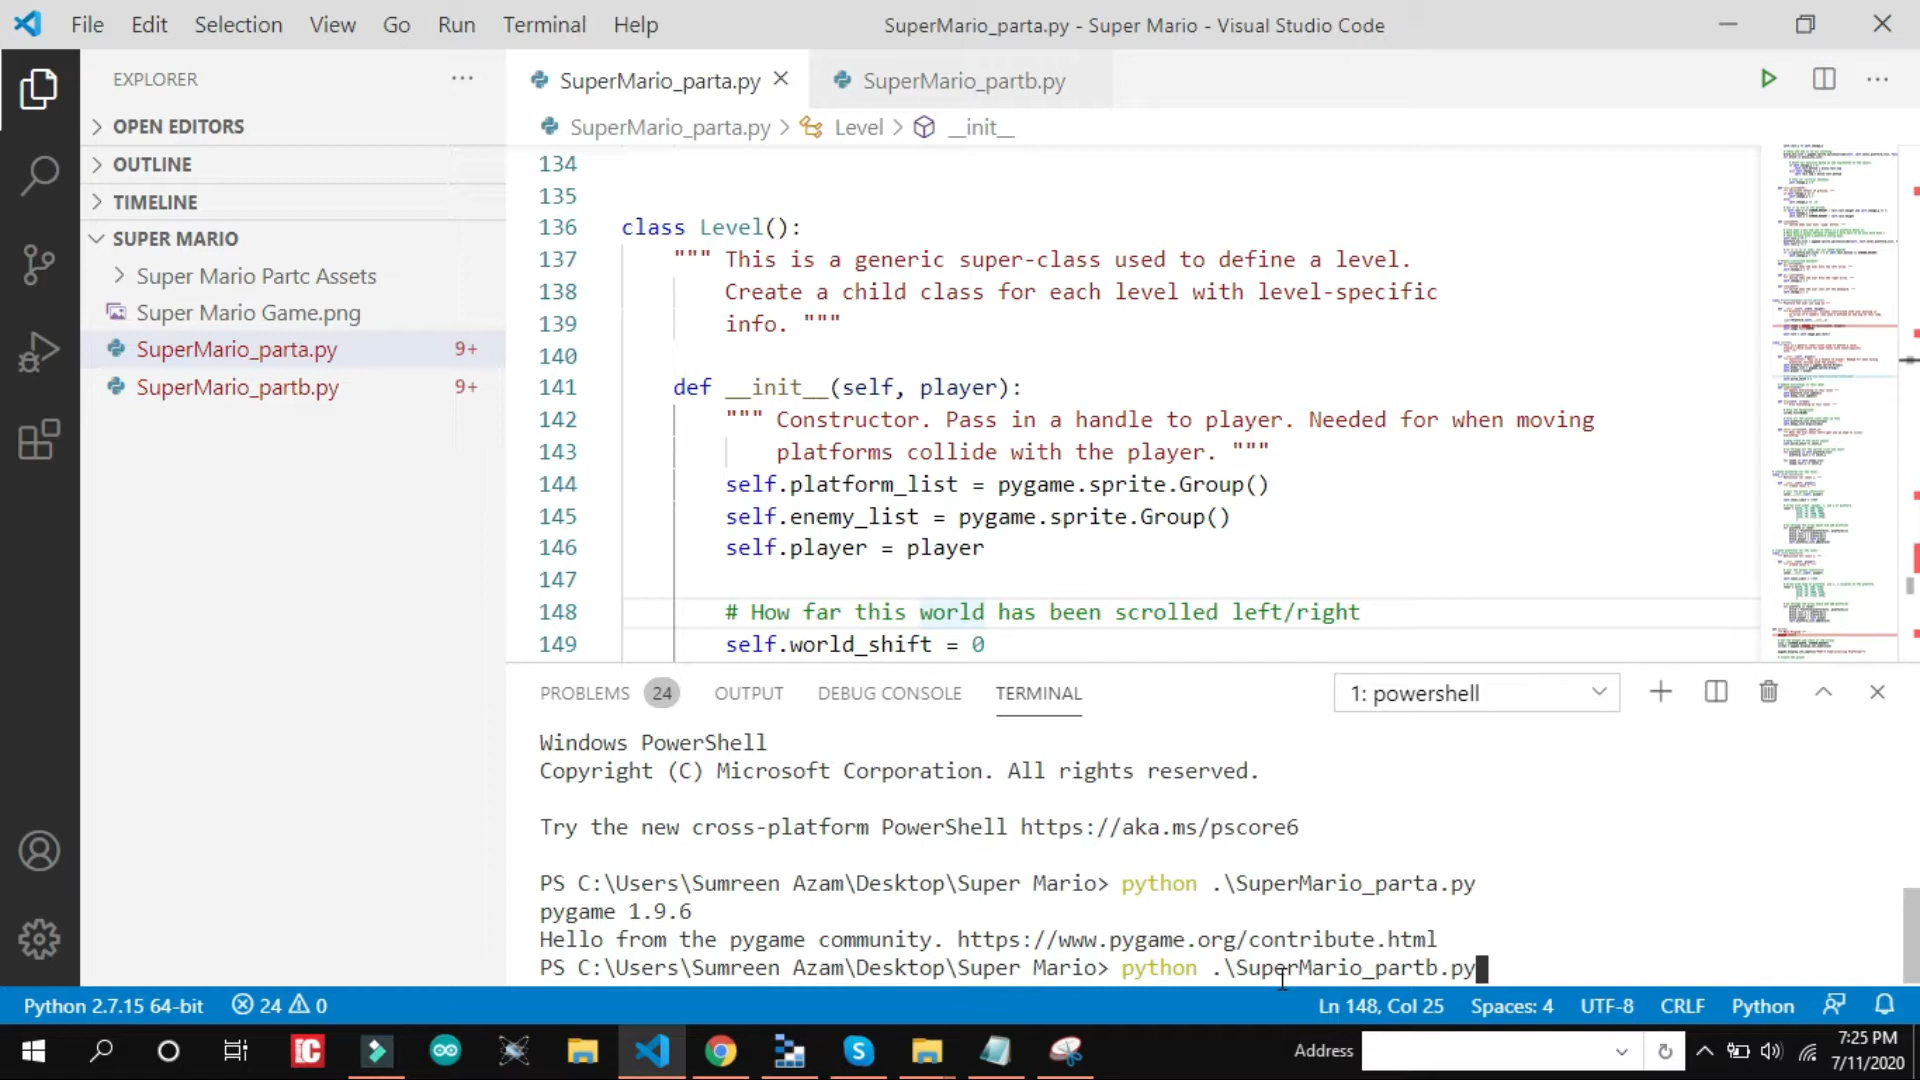 File Edit Selection View Go Run Terminal Help
SuperMario_parta.py - Super Mario - Visual Studio Code
EXPLORER
OPEN EDITORS
OUTLINE
TIMELINE
SUPER MARIO
Super Mario Partc Assets
Super Mario Game.png
SuperMario_parta.py 9+
SuperMario_partb.py 9+
SuperMario_parta.py
SuperMario_partb.py
SuperMario_parta.py > Level > __init__
134
135
136 class Level():
137 """ This is a generic super-class used to define a level.
138 Create a child class for each level with level-specific
139 info. """
140
141 def __init__(self, player):
142 """ Constructor. Pass in a handle to player. Needed for when moving
143 platforms collide with the player. """
144 self.platform_list = pygame.sprite.Group()
145 self.enemy_list = pygame.sprite.Group()
146 self.player = player
147
148 # How far this world has been scrolled left/right
149 self.world_shift = 0
PROBLEMS 24 OUTPUT DEBUG CONSOLE TERMINAL
1: powershell
Windows PowerShell
Copyright (C) Microsoft Corporation. All rights reserved.
Try the new cross-platform PowerShell https://aka.ms/pscore6
PS C:\Users\Sumreen Azam\Desktop\Super Mario> python .\SuperMario_parta.py
pygame 1.9.6
Hello from the pygame community. https://www.pygame.org/contribute.html
PS C:\Users\Sumreen Azam\Desktop\Super Mario> python .\SuperMario_partb.py
Python 2.7.15 64-bit 24 0
Ln 148, Col 25 Spaces: 4 UTF-8 CRLF Python
Address
7:25 PM
7/11/2020